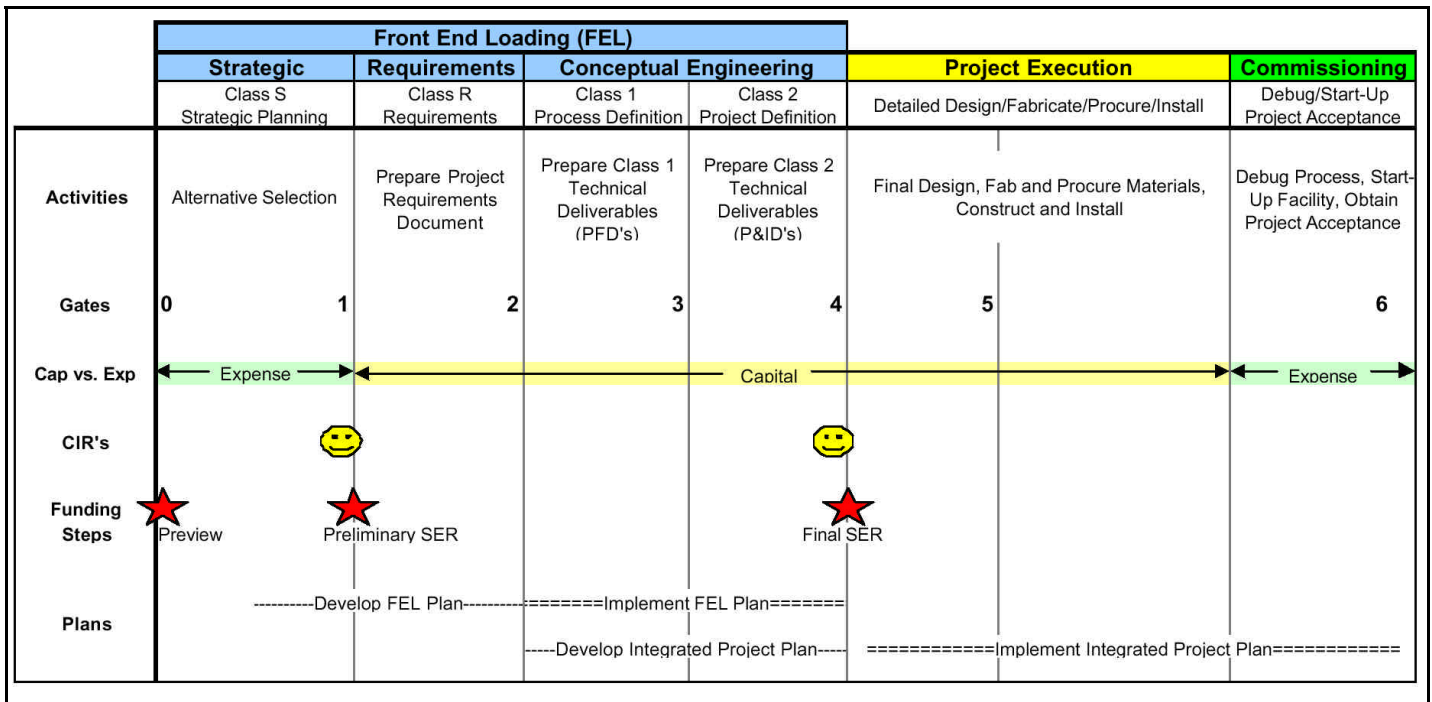 Front End Loading (FEL)
Strategic Requirements Conceptual Engineering Project Execution Commissioning
Class S
Strategic Planning
Class R
Requirements
Class 1
Process Definition
Class 2
Project Definition
Detailed Design/Fabricate/Procure/Install
Debug/Start-Up
Project Acceptance
Activities
Alternative Selection
Prepare Project
Requirements
Document
Prepare Class 1
Technical
Deliverables
(PFD's)
Prepare Class 2
Technical
Deliverables
(P&ID's)
Final Design, Fab and Procure Materials,
Construct and Install
Debug Process, Start-
Up Facility, Obtain
Project Acceptance
Gates 0 1 2 3 4 5 6
Cap vs. Exp Expense Capital Expense
CIR's
Funding
Steps
Preview Preliminary SER Final SER
Plans
----------Develop FEL Plan----------========Implement FEL Plan=======
-----Develop Integrated Project Plan----- ============Implement Integrated Project Plan============